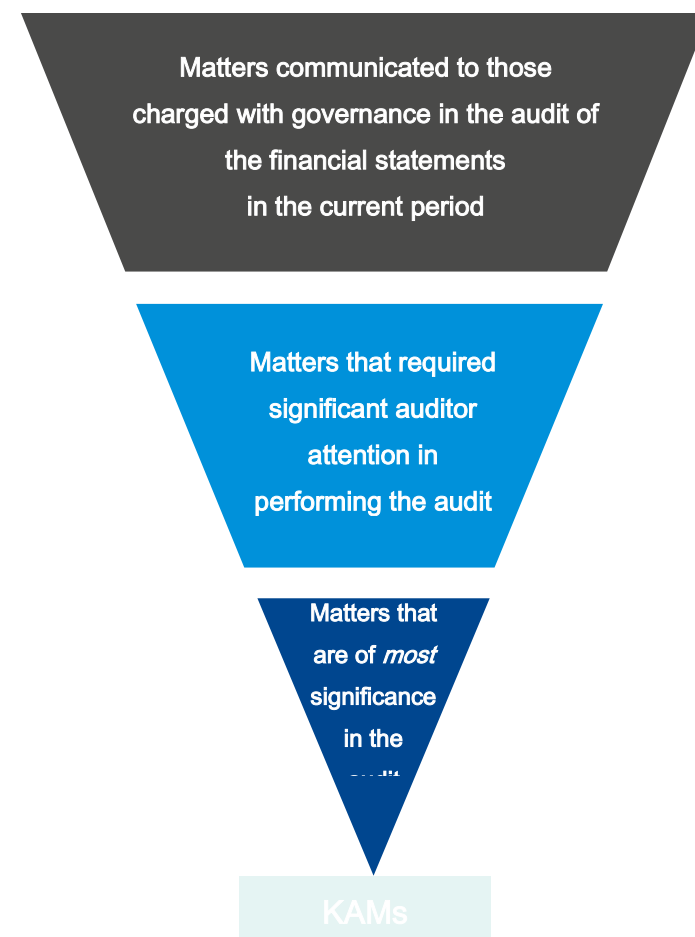 Matters communicated to those
charged with governance in the audit of
the financial statements
in the current period
Matters that required
significant auditor
attention in
performing the audit
Matters that
are of most
significance
in the
audit
KAMs